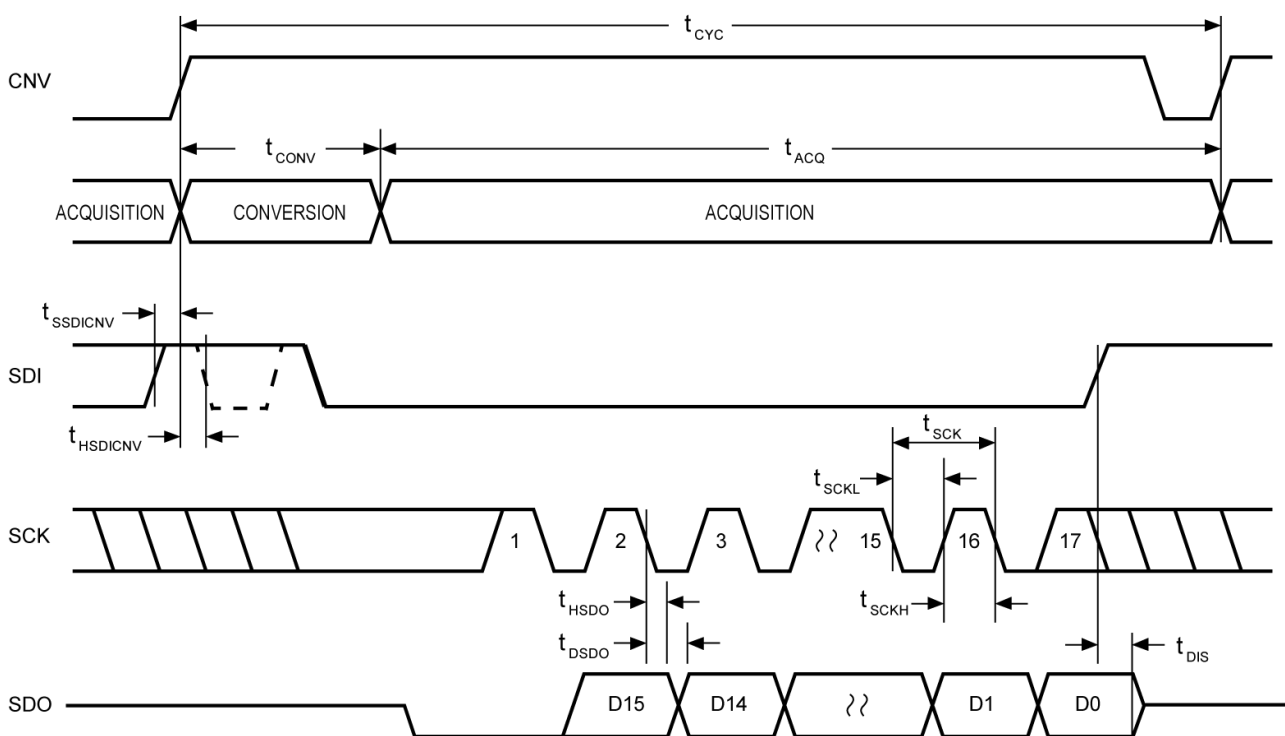 tCYC
CNV
tCONV
tACQ
ACQUISITION CONVERSION ACQUISITION
tSSDICNV
SDI
tHSDICNV
tSCK
tSCKL
SCK 1 2 3 15 16 17
tHSDO
tSCKH
tDSDO
tDIS
SDO D15 D14 D1 D0